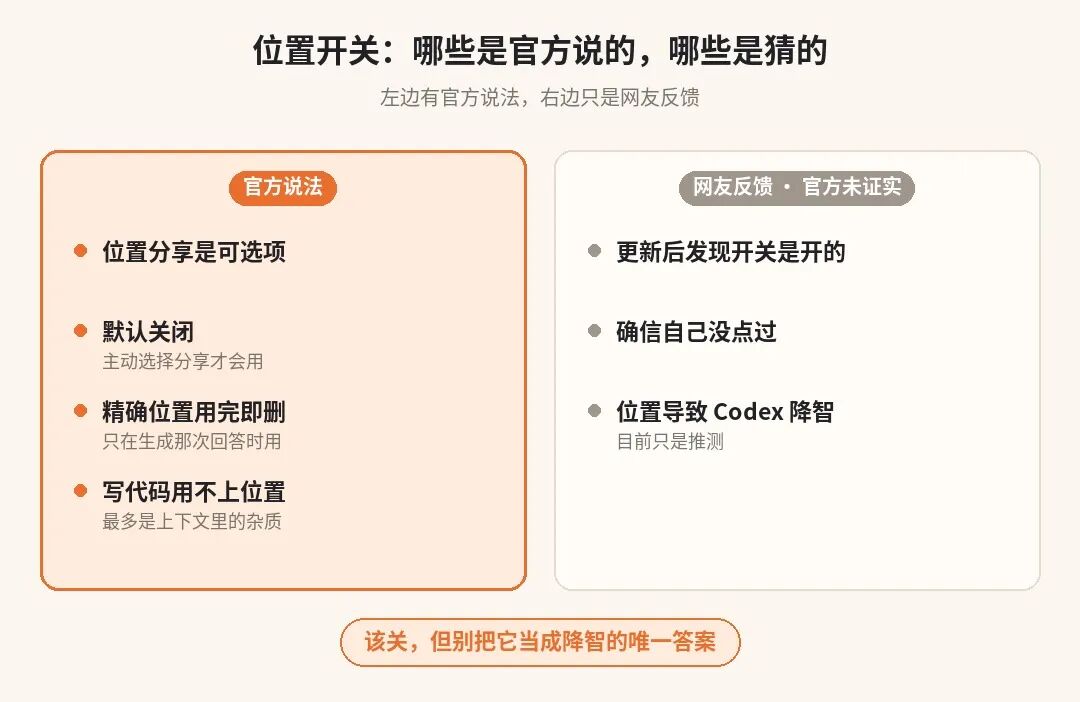 位置开关：哪些是官方说的，哪些是猜的
左边有官方说法，右边只是网友反馈
官方说法
位置分享是可选项
默认关闭
主动选择分享才会用
精确位置用完即删
只在生成那次回答时用
写代码用不上位置
最多是上下文里的杂质
网友反馈 · 官方未证实
更新后发现开关是开的
确信自己没点过
位置导致 Codex 降智
目前只是推测
该关，但别把它当成降智的唯一答案